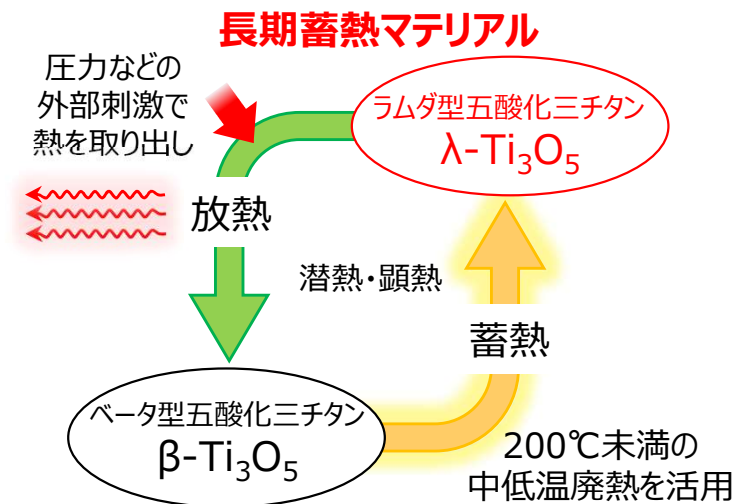 長期蓄熱マテリアル
圧力などの
外部刺激で
熱を取り出し
ラムダ型五酸化三チタン
λ-Ti₃O₅
放熱
潜熱・顕熱
蓄熱
ベータ型五酸化三チタン
β-Ti₃O₅
200℃未満の
中低温廃熱を活用